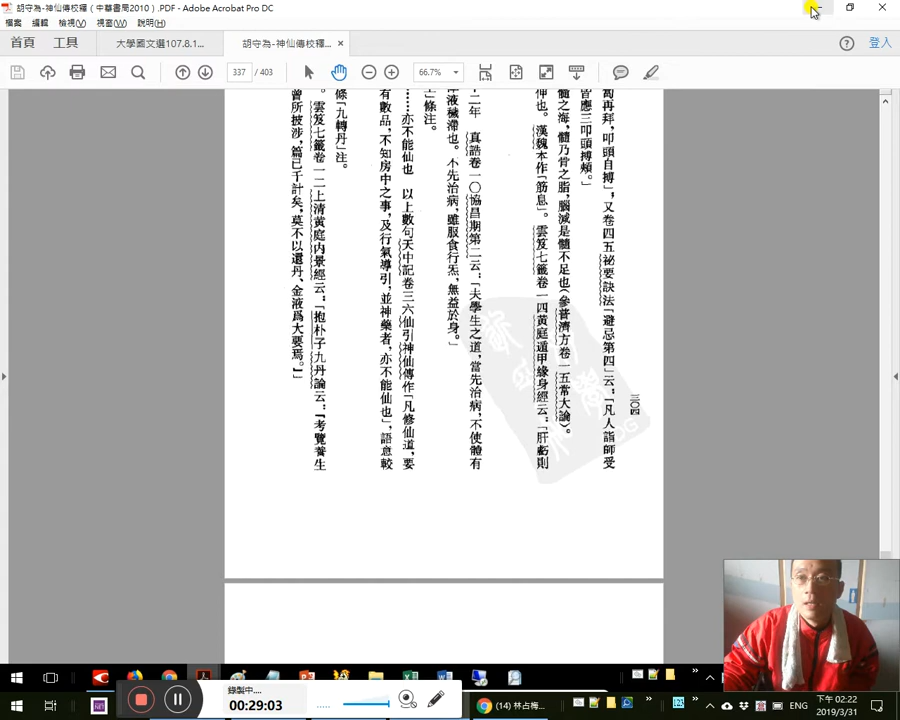 胡守為-神仙傳校釋（中華書局2010）.PDF - Adobe Acrobat Pro DC
檔案 編輯 檢視(V) 視窗(W) 說明(H)
首頁 工具 大學國文選107.8.1... 胡守為-神仙傳校釋... × 登入
337 / 403 66.7%
再拜，叩頭自搏」，又卷四五祕要訣法「避忌第四」云：「凡人詣師受
皆應三叩頭搏頰。」
髓之海，髓乃骨之脂，腦減是髓不足也（參普濟方卷一五常大論）。
伸也。漢魏本作「筋息」。雲笈七籤卷一四黃庭遁甲緣身經云：「肝虧則
二年 真誥卷一〇協昌期第二云：「夫學生之道，當先治病，不使體有
液穢滯也。不先治病，雖服食行炁，無益於身。」
」條注。
……亦不能仙也 以上數句天中記卷三六仙引神仙傳作「凡修仙道，要
有數品，不知房中之事，及行氣導引，並神藥者，亦不能仙也」，語愈較
條「九轉丹」注。
。雲笈七籤卷一二上清黃庭內景經云：「抱朴子九丹論云：『考覽養生
曾所披涉，篇已千計矣，莫不以還丹、金液爲大要焉。』」
三〇四
錄製中....
00:29:03
(14) 林占梅...
ENG
下午 02:22
2019/3/31